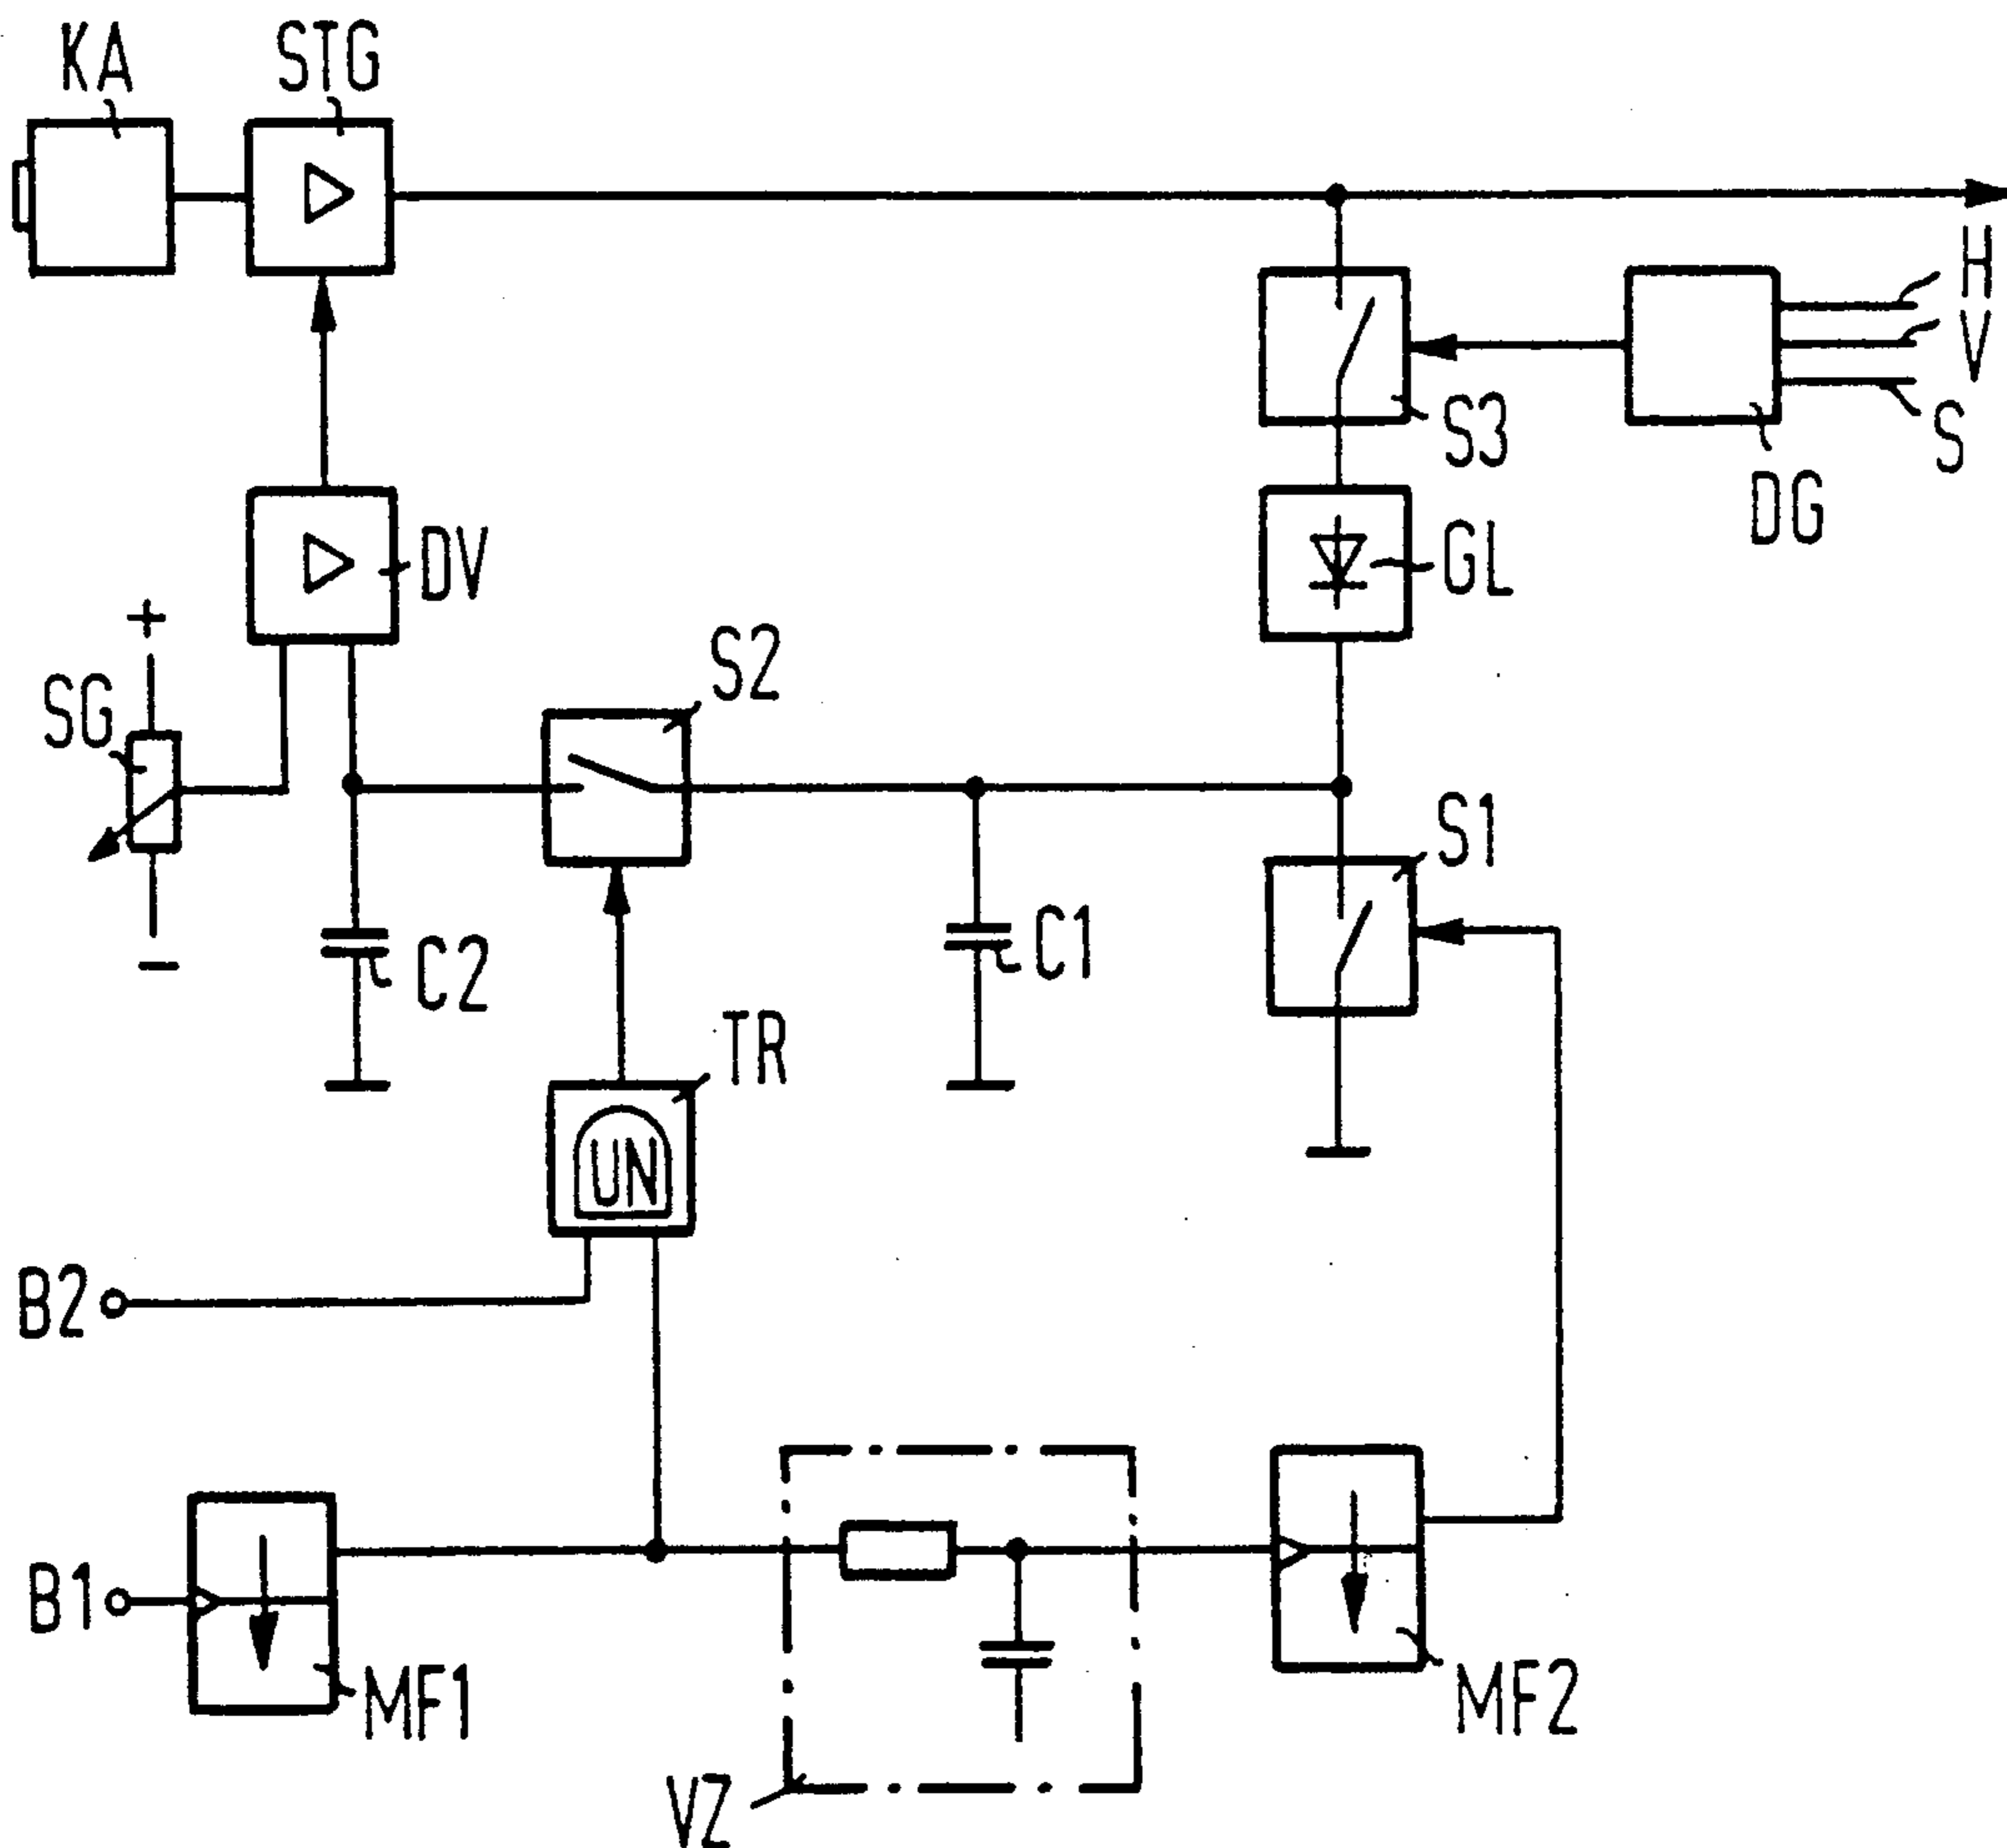 KA
STG
H
V
S
S3
DG
DV
GL
+
SG
S2
S1
−
C2
C1
TR
UN
B2
B1
MF1
MF2
VZ